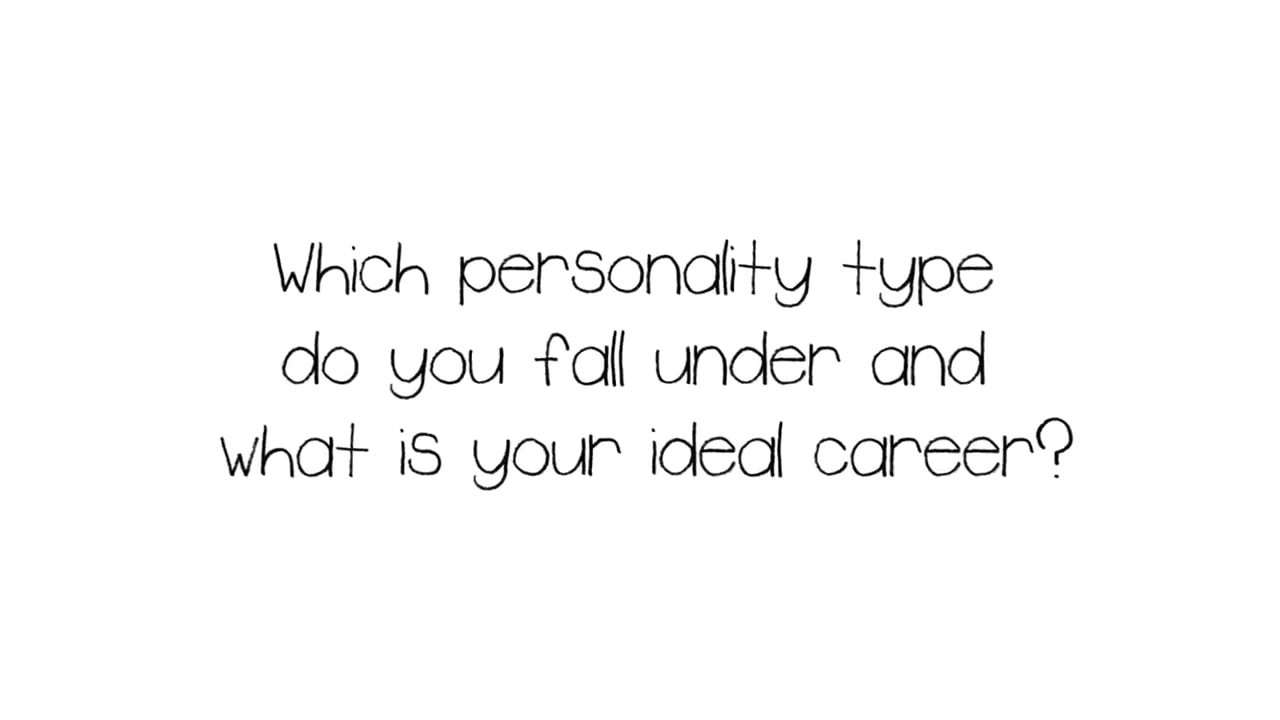 Which personality type
do you fall under and
what is your ideal career?